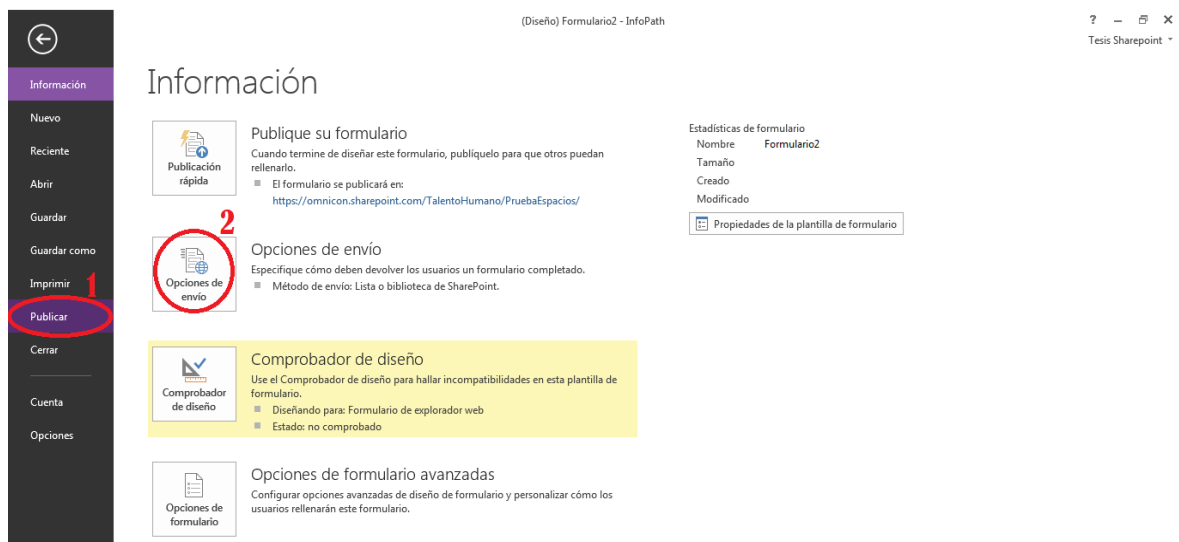 (Diseño) Formulario2 - InfoPath
?
Tesis Sharepoint
Información
Nuevo
Reciente
Abrir
Guardar
Guardar como
Imprimir
1
Publicar
Cerrar
Cuenta
Opciones
Información
Publicación
rápida
Publique su formulario
Cuando termine de diseñar este formulario, publíquelo para que otros puedan
rellenarlo.
El formulario se publicará en:
https://omnicon.sharepoint.com/TalentoHumano/PruebaEspacios/
2
Opciones de
envío
Opciones de envío
Especifique cómo deben devolver los usuarios un formulario completado.
Método de envío: Lista o biblioteca de SharePoint.
Comprobador
de diseño
Comprobador de diseño
Use el Comprobador de diseño para hallar incompatibilidades en esta plantilla de
formulario.
Diseñando para: Formulario de explorador web
Estado: no comprobado
Opciones de
formulario
Opciones de formulario avanzadas
Configurar opciones avanzadas de diseño de formulario y personalizar cómo los
usuarios rellenarán este formulario.
Estadísticas de formulario
Nombre Formulario2
Tamaño
Creado
Modificado
Propiedades de la plantilla de formulario